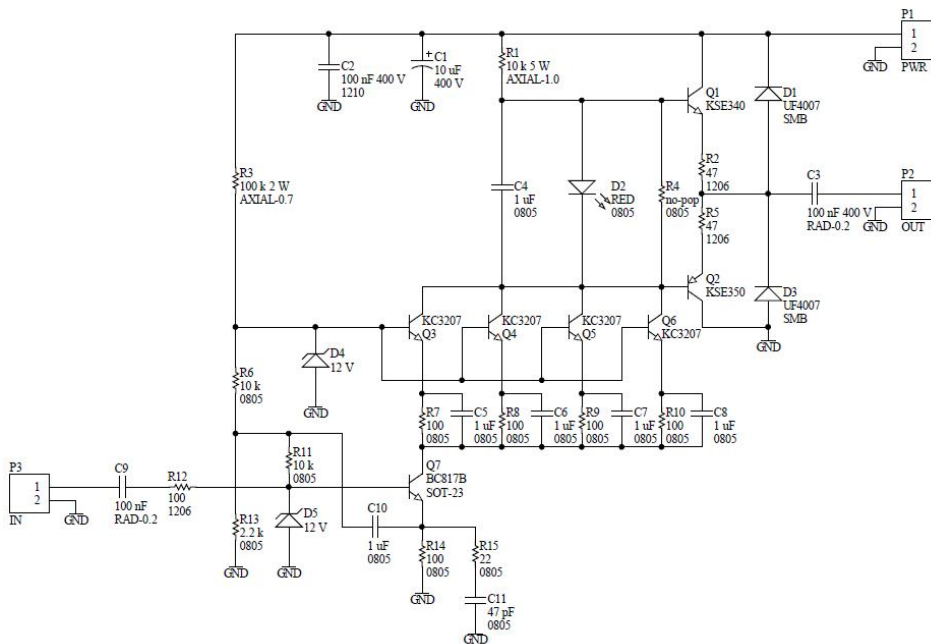 P1
1
2
PWR
GND
C2
100 nF 400 V
1210
GND
+
C1
10 uF
400 V
GND
R1
10 k 5 W
AXIAL-1.0
Q1
KSE340
D1
UF4007
SMB
R3
100 k 2 W
AXIAL-0.7
C4
1 uF
0805
D2
RED
0805
R4
no-pop
0805
R2
47
1206
R5
47
1206
C3
100 nF 400 V
RAD-0.2
P2
1
2
OUT
GND
Q2
KSE350
D3
UF4007
SMB
GND
KC3207
Q3
KC3207
Q4
KC3207
Q5
Q6
KC3207
D4
12 V
GND
R6
10 k
0805
R7
100
0805
C5
1 uF
0805
R8
100
0805
C6
1 uF
0805
R9
100
0805
C7
1 uF
0805
R10
100
0805
C8
1 uF
0805
R11
10 k
0805
Q7
BC817B
SOT-23
P3
1
2
IN
GND
C9
100 nF
RAD-0.2
R12
100
1206
R13
2.2 k
0805
GND
D5
12 V
GND
C10
1 uF
0805
R14
100
0805
GND
R15
22
0805
C11
47 pF
0805
GND